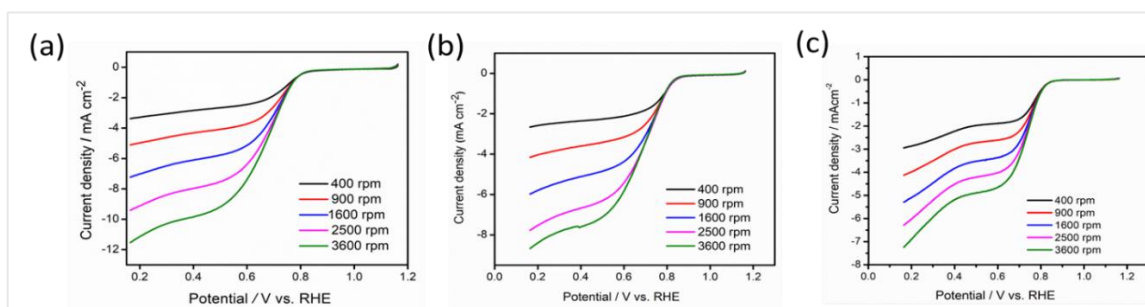 (a)
Current density / mA cm-2
0
-2
-4
-6
-8
-10
-12
400 rpm
900 rpm
1600 rpm
2500 rpm
3600 rpm
0.2 0.4 0.6 0.8 1.0 1.2
Potential / V vs. RHE
(b)
Current density (mA cm-2)
0
-2
-4
-6
-8
400 rpm
900 rpm
1600 rpm
2500 rpm
3600 rpm
0.2 0.4 0.6 0.8 1.0 1.2
Potential / V vs. RHE
(c)
Current density / mAcm-2
1
0
-1
-2
-3
-4
-5
-6
-7
-8
400 rpm
900 rpm
1600 rpm
2500 rpm
3600 rpm
0.0 0.2 0.4 0.6 0.8 1.0 1.2
Potential / V vs. RHE